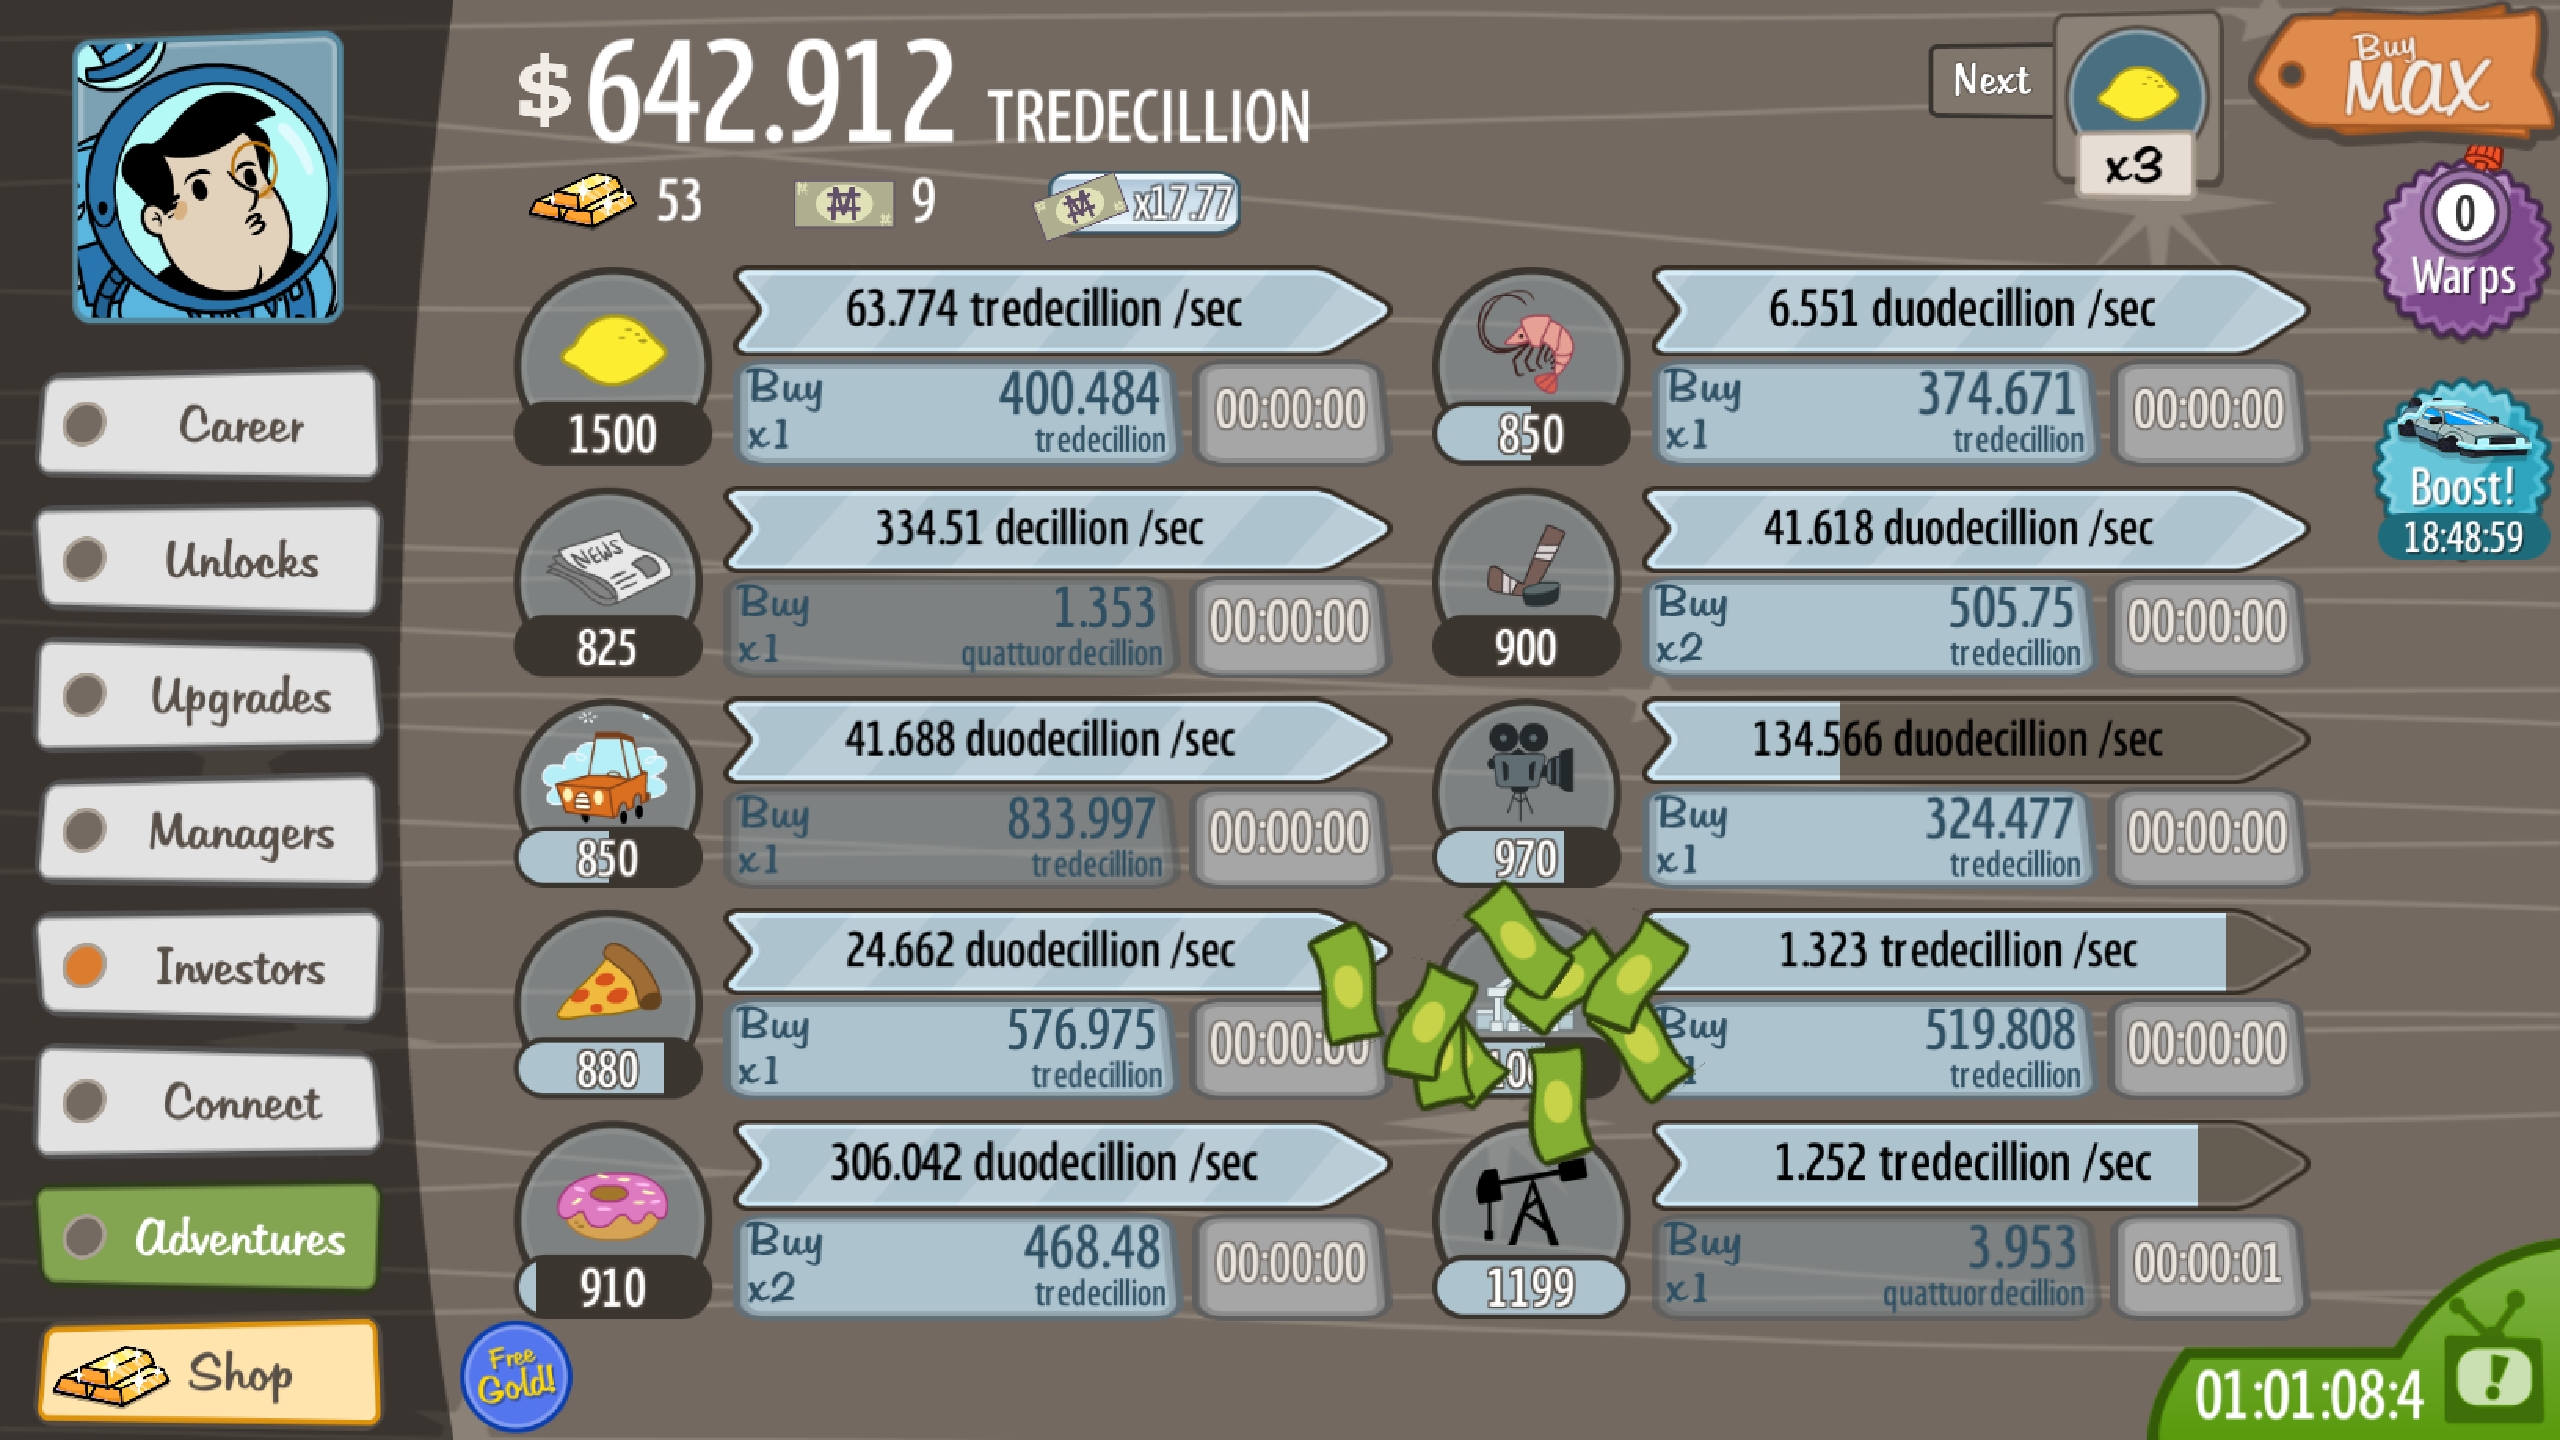 $642.912 TREDECILLION
53
9
x17.77
Next
x3
Buy
MAX
0
Warps
Boost!
18:48:59
Career
Unlocks
Upgrades
Managers
Investors
Connect
Adventures
Shop
63.774 tredecillion /sec
1500
Buy
x1
400.484
tredecillion
00:00:00
6.551 duodecillion /sec
850
Buy
x1
374.671
tredecillion
00:00:00
NEWS
334.51 decillion /sec
825
Buy
x1
1.353
quattuordecillion
00:00:00
41.618 duodecillion /sec
900
Buy
x2
505.75
tredecillion
00:00:00
41.688 duodecillion /sec
850
Buy
x1
833.997
tredecillion
00:00:00
134.566 duodecillion /sec
970
Buy
x1
324.477
tredecillion
00:00:00
24.662 duodecillion /sec
880
Buy
x1
576.975
tredecillion
00:00:00
1.323 tredecillion /sec
Buy
519.808
tredecillion
00:00:00
306.042 duodecillion /sec
910
Buy
x2
468.48
tredecillion
00:00:00
1.252 tredecillion /sec
1199
Buy
x1
3.953
quattuordecillion
00:00:01
Free
Gold!
01:01:08:4